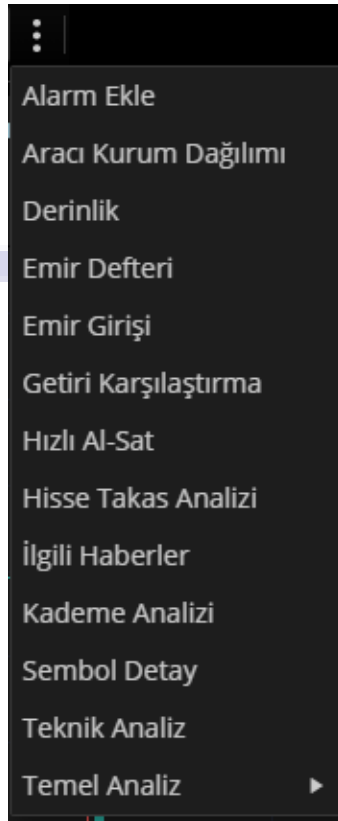 Alarm Ekle
Aracı Kurum Dağılımı
Derinlik
Emir Defteri
Emir Girişi
Getiri Karşılaştırma
Hızlı Al-Sat
Hisse Takas Analizi
İlgili Haberler
Kademe Analizi
Sembol Detay
Teknik Analiz
Temel Analiz